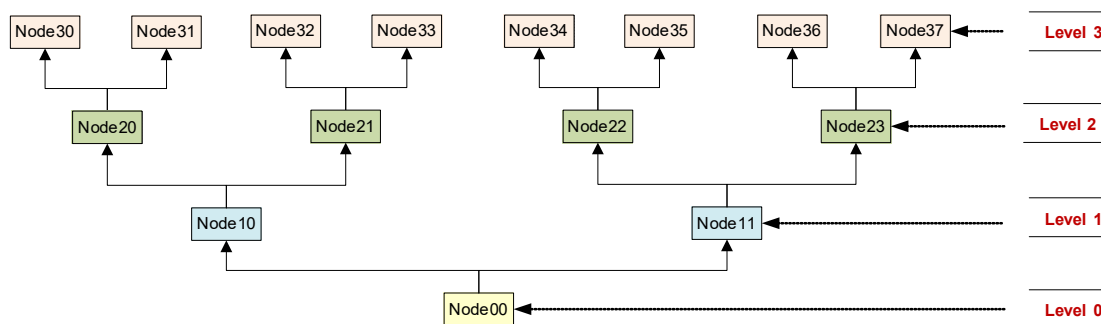 Node30 Node31 Node32 Node33 Node34 Node35 Node36 Node37 Level 3
Node20 Node21 Node22 Node23 Level 2
Node10 Node11 Level 1
Node00 Level 0